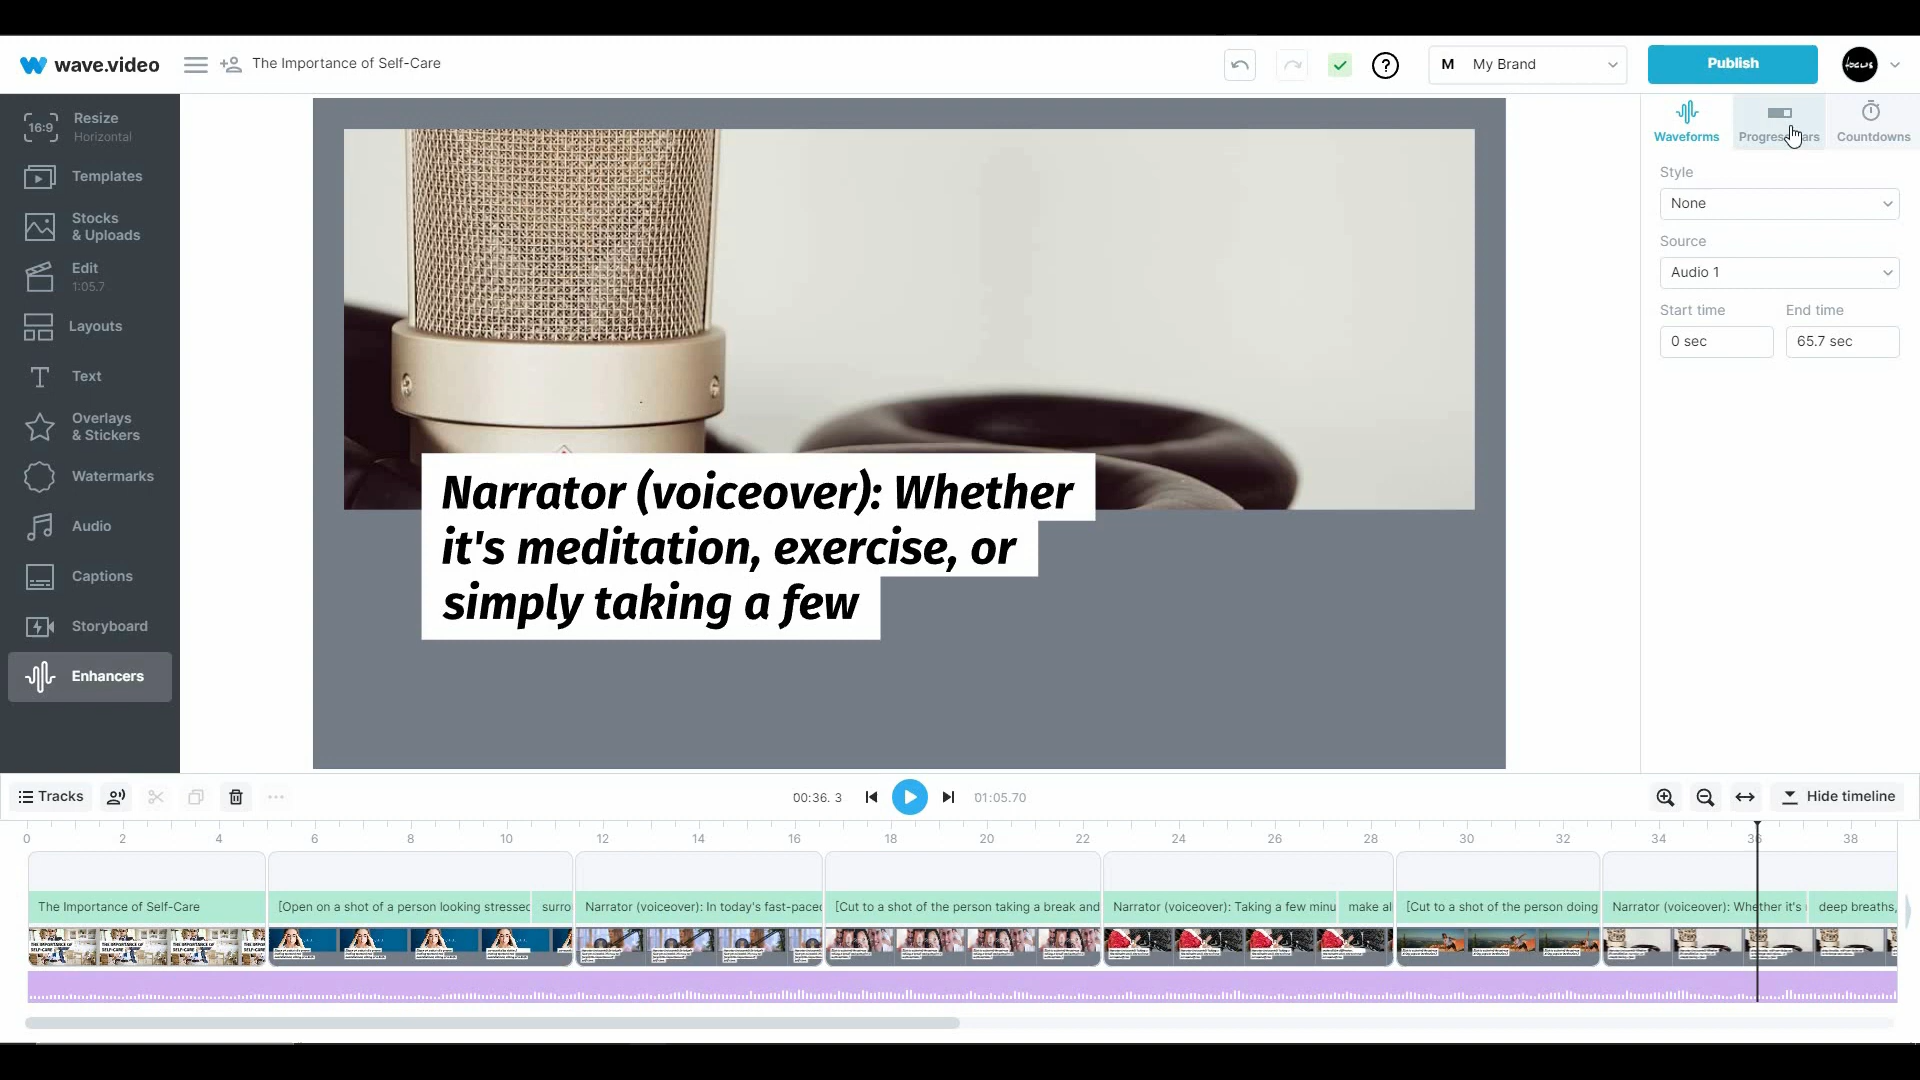 wave.video
The Importance of Self-Care
M My Brand
Publish
focus
16:9
Resize
Horizontal
Templates
Stocks
& Uploads
Edit
1:05.7
Layouts
Text
Overlays
& Stickers
Watermarks
Audio
Captions
Storyboard
Enhancers
Narrator (voiceover): Whether
it's meditation, exercise, or
simply taking a few
Waveforms
Countdowns
Style
None
Source
Audio 1
Start time
End time
0 sec
65.7 sec
Tracks
00:36. 3
01:05.70
Hide timeline
0 2 4 6 8 10 12 14 16 18 20 22 24 26 28 30 32 34 36 38
The Importance of Self-Care
[Open on a shot of a person looking stressed
surro
Narrator (voiceover): In today's fast-paced
[Cut to a shot of the person taking a break and
Narrator (voiceover): Taking a few minu
make al
[Cut to a shot of the person doing
Narrator (voiceover): Whether it's
deep breaths,